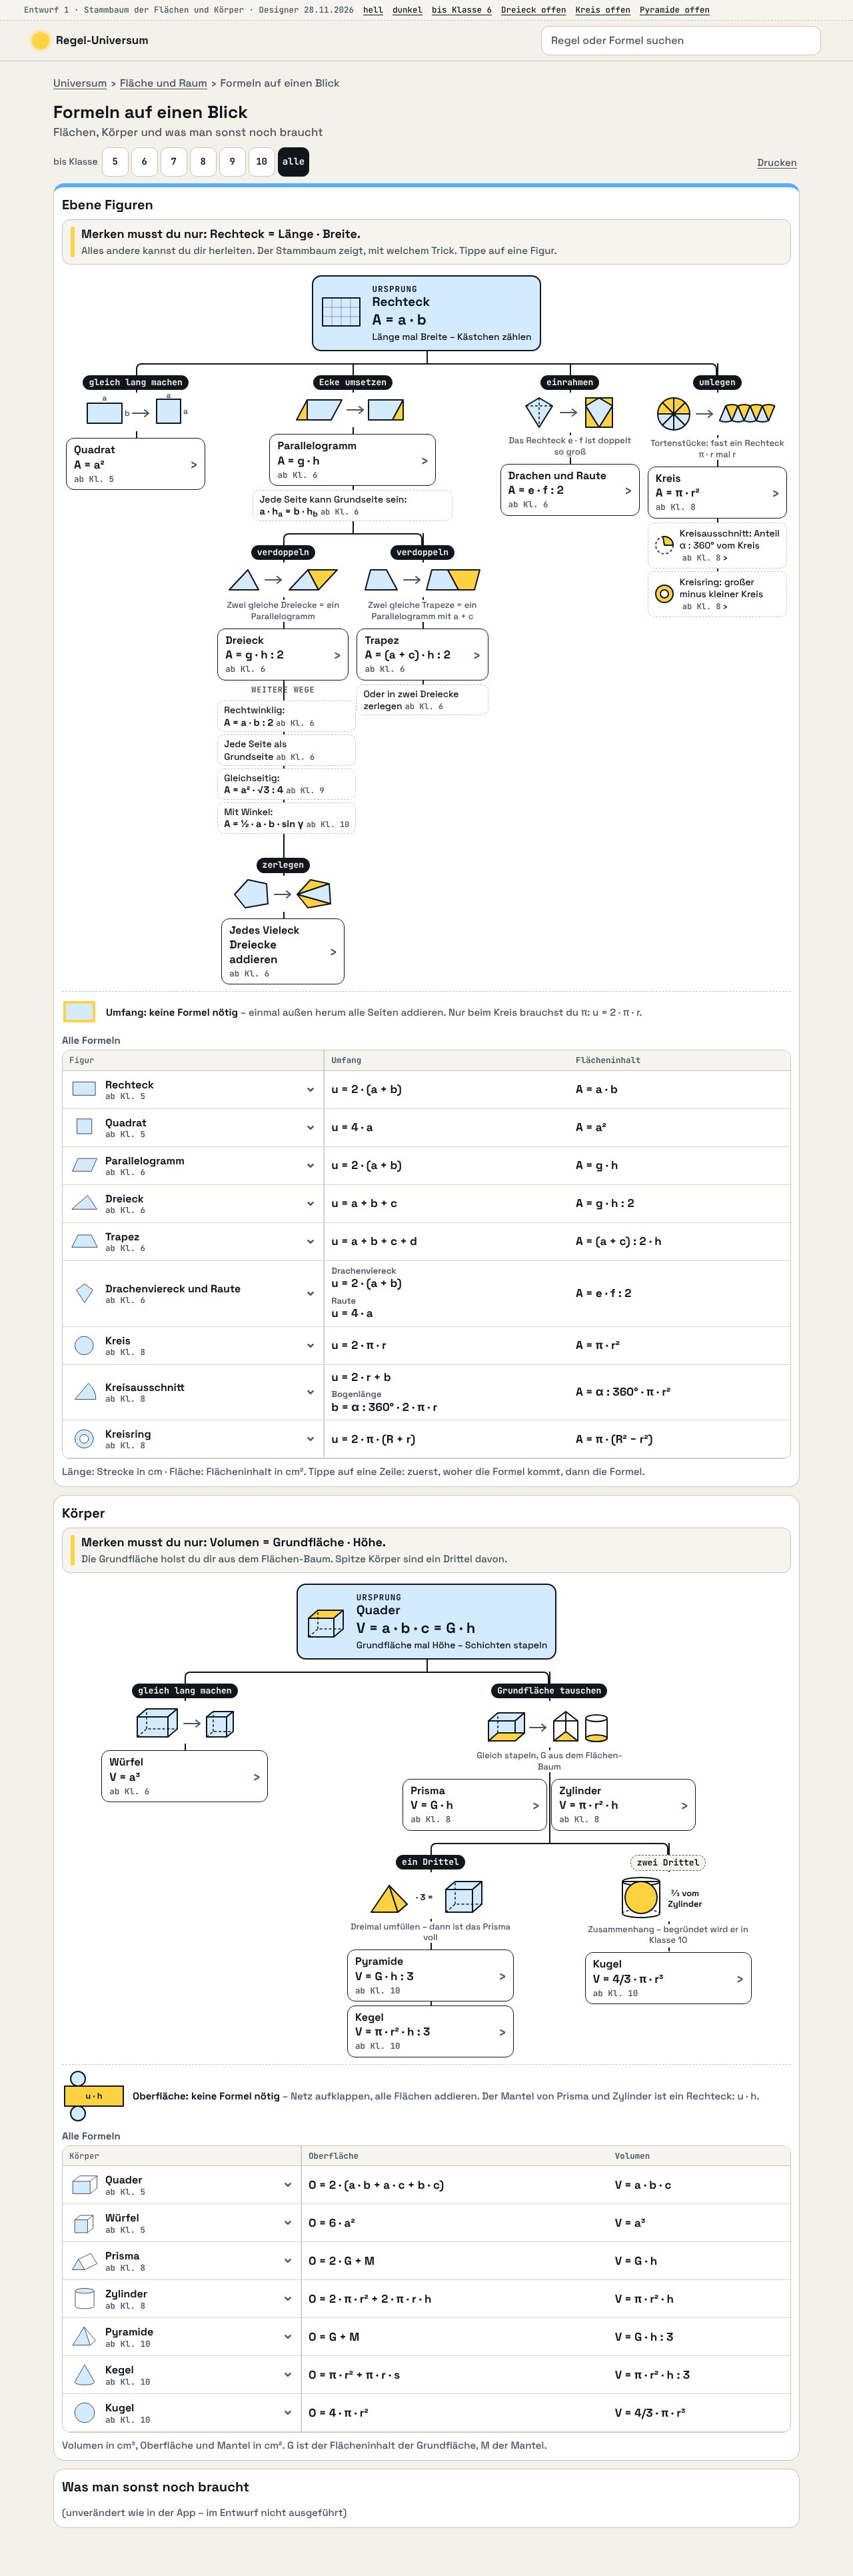 Entwurf 1 · Stammbaum der Flächen und Körper · Designer 28.11.2026 hell dunkel bis Klasse 6 Dreieck offen Kreis offen Pyramide offen
Regel-Universum
Regel oder Formel suchen
Universum > Fläche und Raum > Formeln auf einen Blick
Formeln auf einen Blick
Flächen, Körper und was man sonst noch braucht
bis Klasse 5 6 7 8 9 10 alle
Drucken
Ebene Figuren
Merken musst du nur: Rechteck = Länge · Breite.
Alles andere kannst du dir herleiten. Der Stammbaum zeigt, mit welchem Trick. Tippe auf eine Figur.
URSPRUNG
Rechteck
A = a · b
Länge mal Breite – Kästchen zählen
gleich lang machen
a
b
a
a
Quadrat
A = a²
ab Kl. 5
>
Ecke umsetzen
Parallelogramm
A = g · h
ab Kl. 6
>
Jede Seite kann Grundseite sein:
a · hₐ = b · h_b ab Kl. 6
einrahmen
Das Rechteck e · f ist doppelt
so groß
Drachen und Raute
A = e · f : 2
ab Kl. 6
>
umlegen
Tortenstücke: fast ein Rechteck
π · r mal r
Kreis
A = π · r²
ab Kl. 8
>
Kreisausschnitt: Anteil
α : 360° vom Kreis
ab Kl. 8 >
Kreisring: großer
minus kleiner Kreis
ab Kl. 8 >
verdoppeln
Zwei gleiche Dreiecke = ein
Parallelogramm
Dreieck
A = g · h : 2
ab Kl. 6
>
verdoppeln
Zwei gleiche Trapeze = ein
Parallelogramm mit a + c
Trapez
A = (a + c) · h : 2
ab Kl. 6
>
Oder in zwei Dreiecke
zerlegen ab Kl. 6
WEITERE WEGE
Rechtwinklig:
A = a · b : 2 ab Kl. 6
Jede Seite als
Grundseite ab Kl. 6
Gleichseitig:
A = a² · √3 : 4 ab Kl. 9
Mit Winkel:
A = ½ · a · b · sin γ ab Kl. 10
zerlegen
Jedes Vieleck
Dreiecke
addieren
ab Kl. 6
>
Umfang: keine Formel nötig – einmal außen herum alle Seiten addieren. Nur beim Kreis brauchst du π: u = 2 · π · r.
Alle Formeln
Figur Umfang Flächeninhalt
Rechteck
ab Kl. 5
u = 2 · (a + b)
A = a · b
Quadrat
ab Kl. 5
u = 4 · a
A = a²
Parallelogramm
ab Kl. 6
u = 2 · (a + b)
A = g · h
Dreieck
ab Kl. 6
u = a + b + c
A = g · h : 2
Trapez
ab Kl. 6
u = a + b + c + d
A = (a + c) : 2 · h
Drachenviereck und Raute
ab Kl. 6
Drachenviereck
u = 2 · (a + b)
Raute
u = 4 · a
A = e · f : 2
Kreis
ab Kl. 8
u = 2 · π · r
A = π · r²
Kreisausschnitt
ab Kl. 8
u = 2 · r + b
Bogenlänge
b = α : 360° · 2 · π · r
A = α : 360° · π · r²
Kreisring
ab Kl. 8
u = 2 · π · (R + r)
A = π · (R² − r²)
Länge: Strecke in cm · Fläche: Flächeninhalt in cm². Tippe auf eine Zeile: zuerst, woher die Formel kommt, dann die Formel.
Körper
Merken musst du nur: Volumen = Grundfläche · Höhe.
Die Grundfläche holst du dir aus dem Flächen-Baum. Spitze Körper sind ein Drittel davon.
URSPRUNG
Quader
V = a · b · c = G · h
Grundfläche mal Höhe – Schichten stapeln
gleich lang machen
Würfel
V = a³
ab Kl. 6
>
Grundfläche tauschen
Gleich stapeln, G aus dem Flächen-
Baum
Prisma
V = G · h
ab Kl. 8
>
Zylinder
V = π · r² · h
ab Kl. 8
>
ein Drittel
· 3 =
Dreimal umfüllen – dann ist das Prisma
voll
Pyramide
V = G · h : 3
ab Kl. 10
>
Kegel
V = π · r² · h : 3
ab Kl. 10
>
zwei Drittel
⅔ vom
Zylinder
Zusammenhang – begründet wird er in
Klasse 10
Kugel
V = 4/3 · π · r³
ab Kl. 10
>
u · h
Oberfläche: keine Formel nötig – Netz aufklappen, alle Flächen addieren. Der Mantel von Prisma und Zylinder ist ein Rechteck: u · h.
Alle Formeln
Körper Oberfläche Volumen
Quader
ab Kl. 5
O = 2 · (a · b + a · c + b · c)
V = a · b · c
Würfel
ab Kl. 5
O = 6 · a²
V = a³
Prisma
ab Kl. 8
O = 2 · G + M
V = G · h
Zylinder
ab Kl. 8
O = 2 · π · r² + 2 · π · r · h
V = π · r² · h
Pyramide
ab Kl. 10
O = G + M
V = G · h : 3
Kegel
ab Kl. 10
O = π · r² + π · r · s
V = π · r² · h : 3
Kugel
ab Kl. 10
O = 4 · π · r²
V = 4/3 · π · r³
Volumen in cm³, Oberfläche und Mantel in cm². G ist der Flächeninhalt der Grundfläche, M der Mantel.
Was man sonst noch braucht
(unverändert wie in der App – im Entwurf nicht ausgeführt)